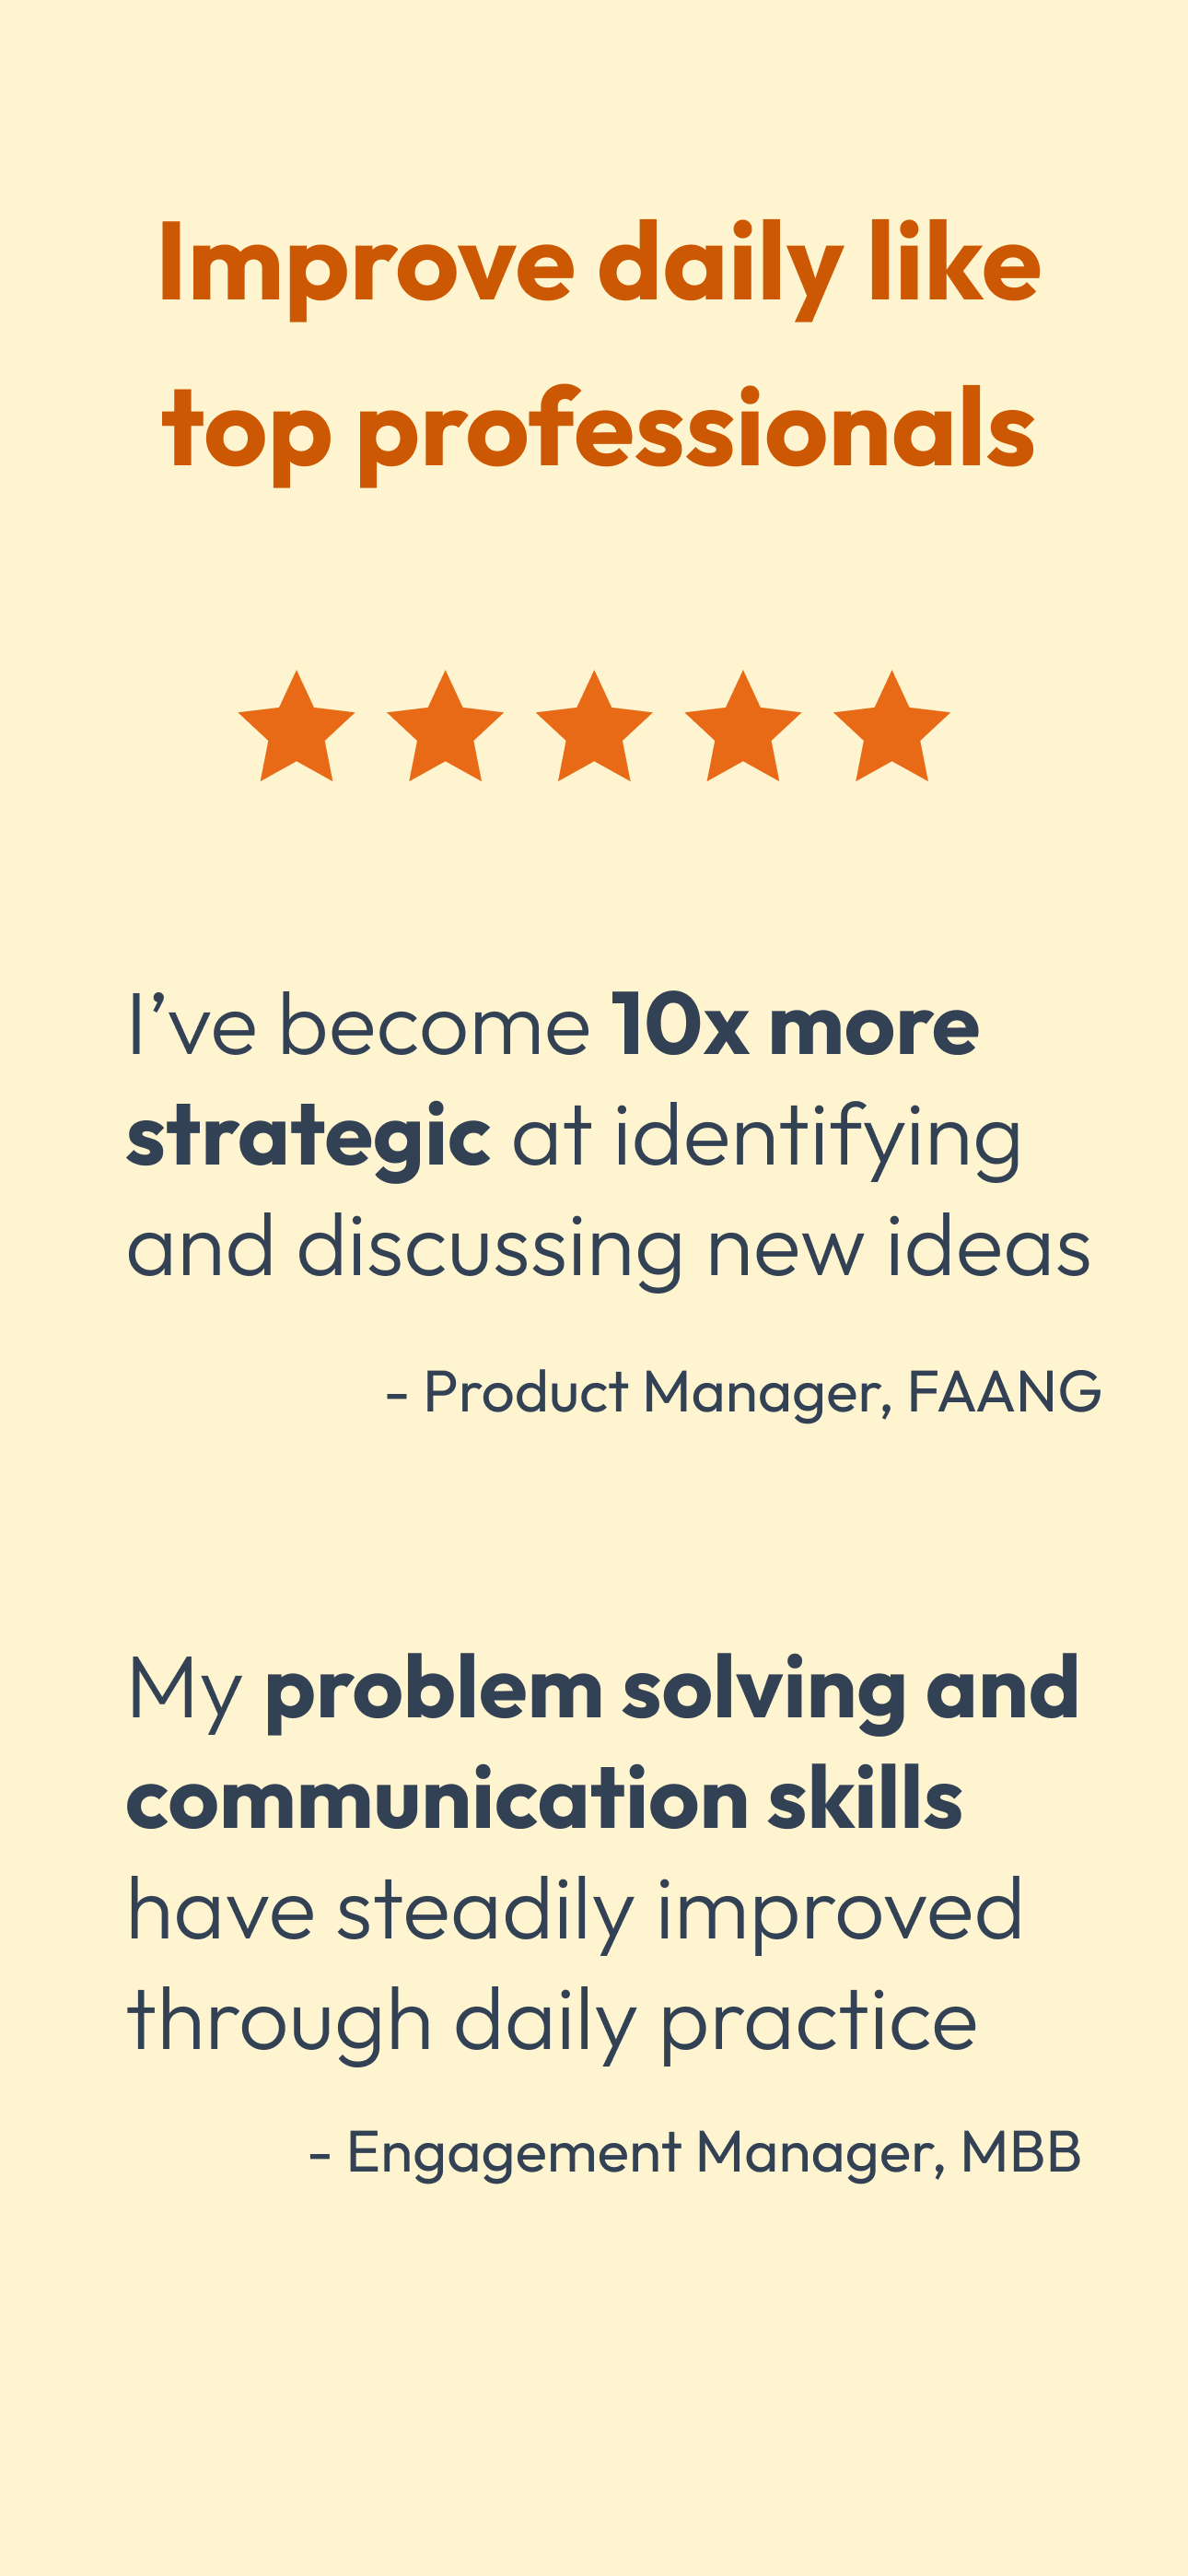 Improve daily like
top professionals
I’ve become 10x more
strategic at identifying
and discussing new ideas
- Product Manager, FAANG
My problem solving and
communication skills
have steadily improved
through daily practice
- Engagement Manager, MBB